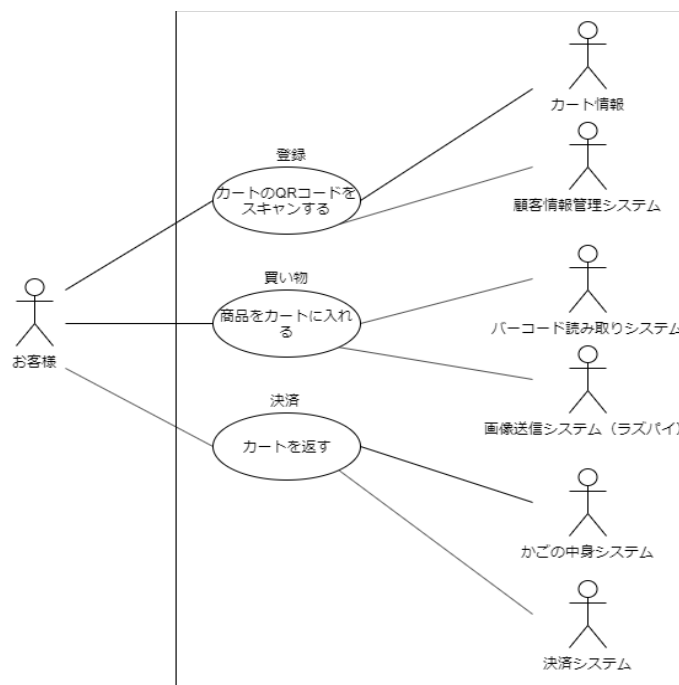 カート情報
登録
カートのQRコードを
スキャンする
顧客情報管理システム
買い物
商品をカートに入れ
る
バーコード読み取りシステム
お客様
決済
画像送信システム（ラズパイ）
カートを返す
かごの中身システム
決済システム